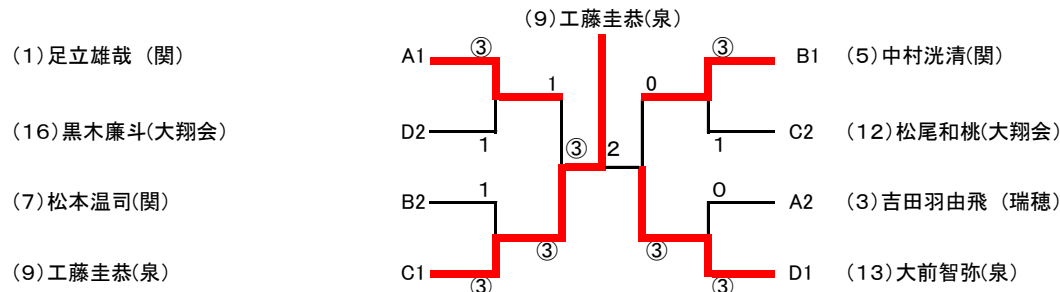 (9)工藤圭恭(泉)
(1)足立雄哉 (関) A1 ③ ③ B1 (5)中村洸清(関)
1 0
(16)黒木廉斗(大翔会) D2 1 1 C2 (12)松尾和桃(大翔会)
③ 2
(7)松本温司(関) B2 1 0 A2 (3)吉田羽由飛 (瑞穂)
③ ③
(9)工藤圭恭(泉) C1 ③ ③ D1 (13)大前智弥(泉)